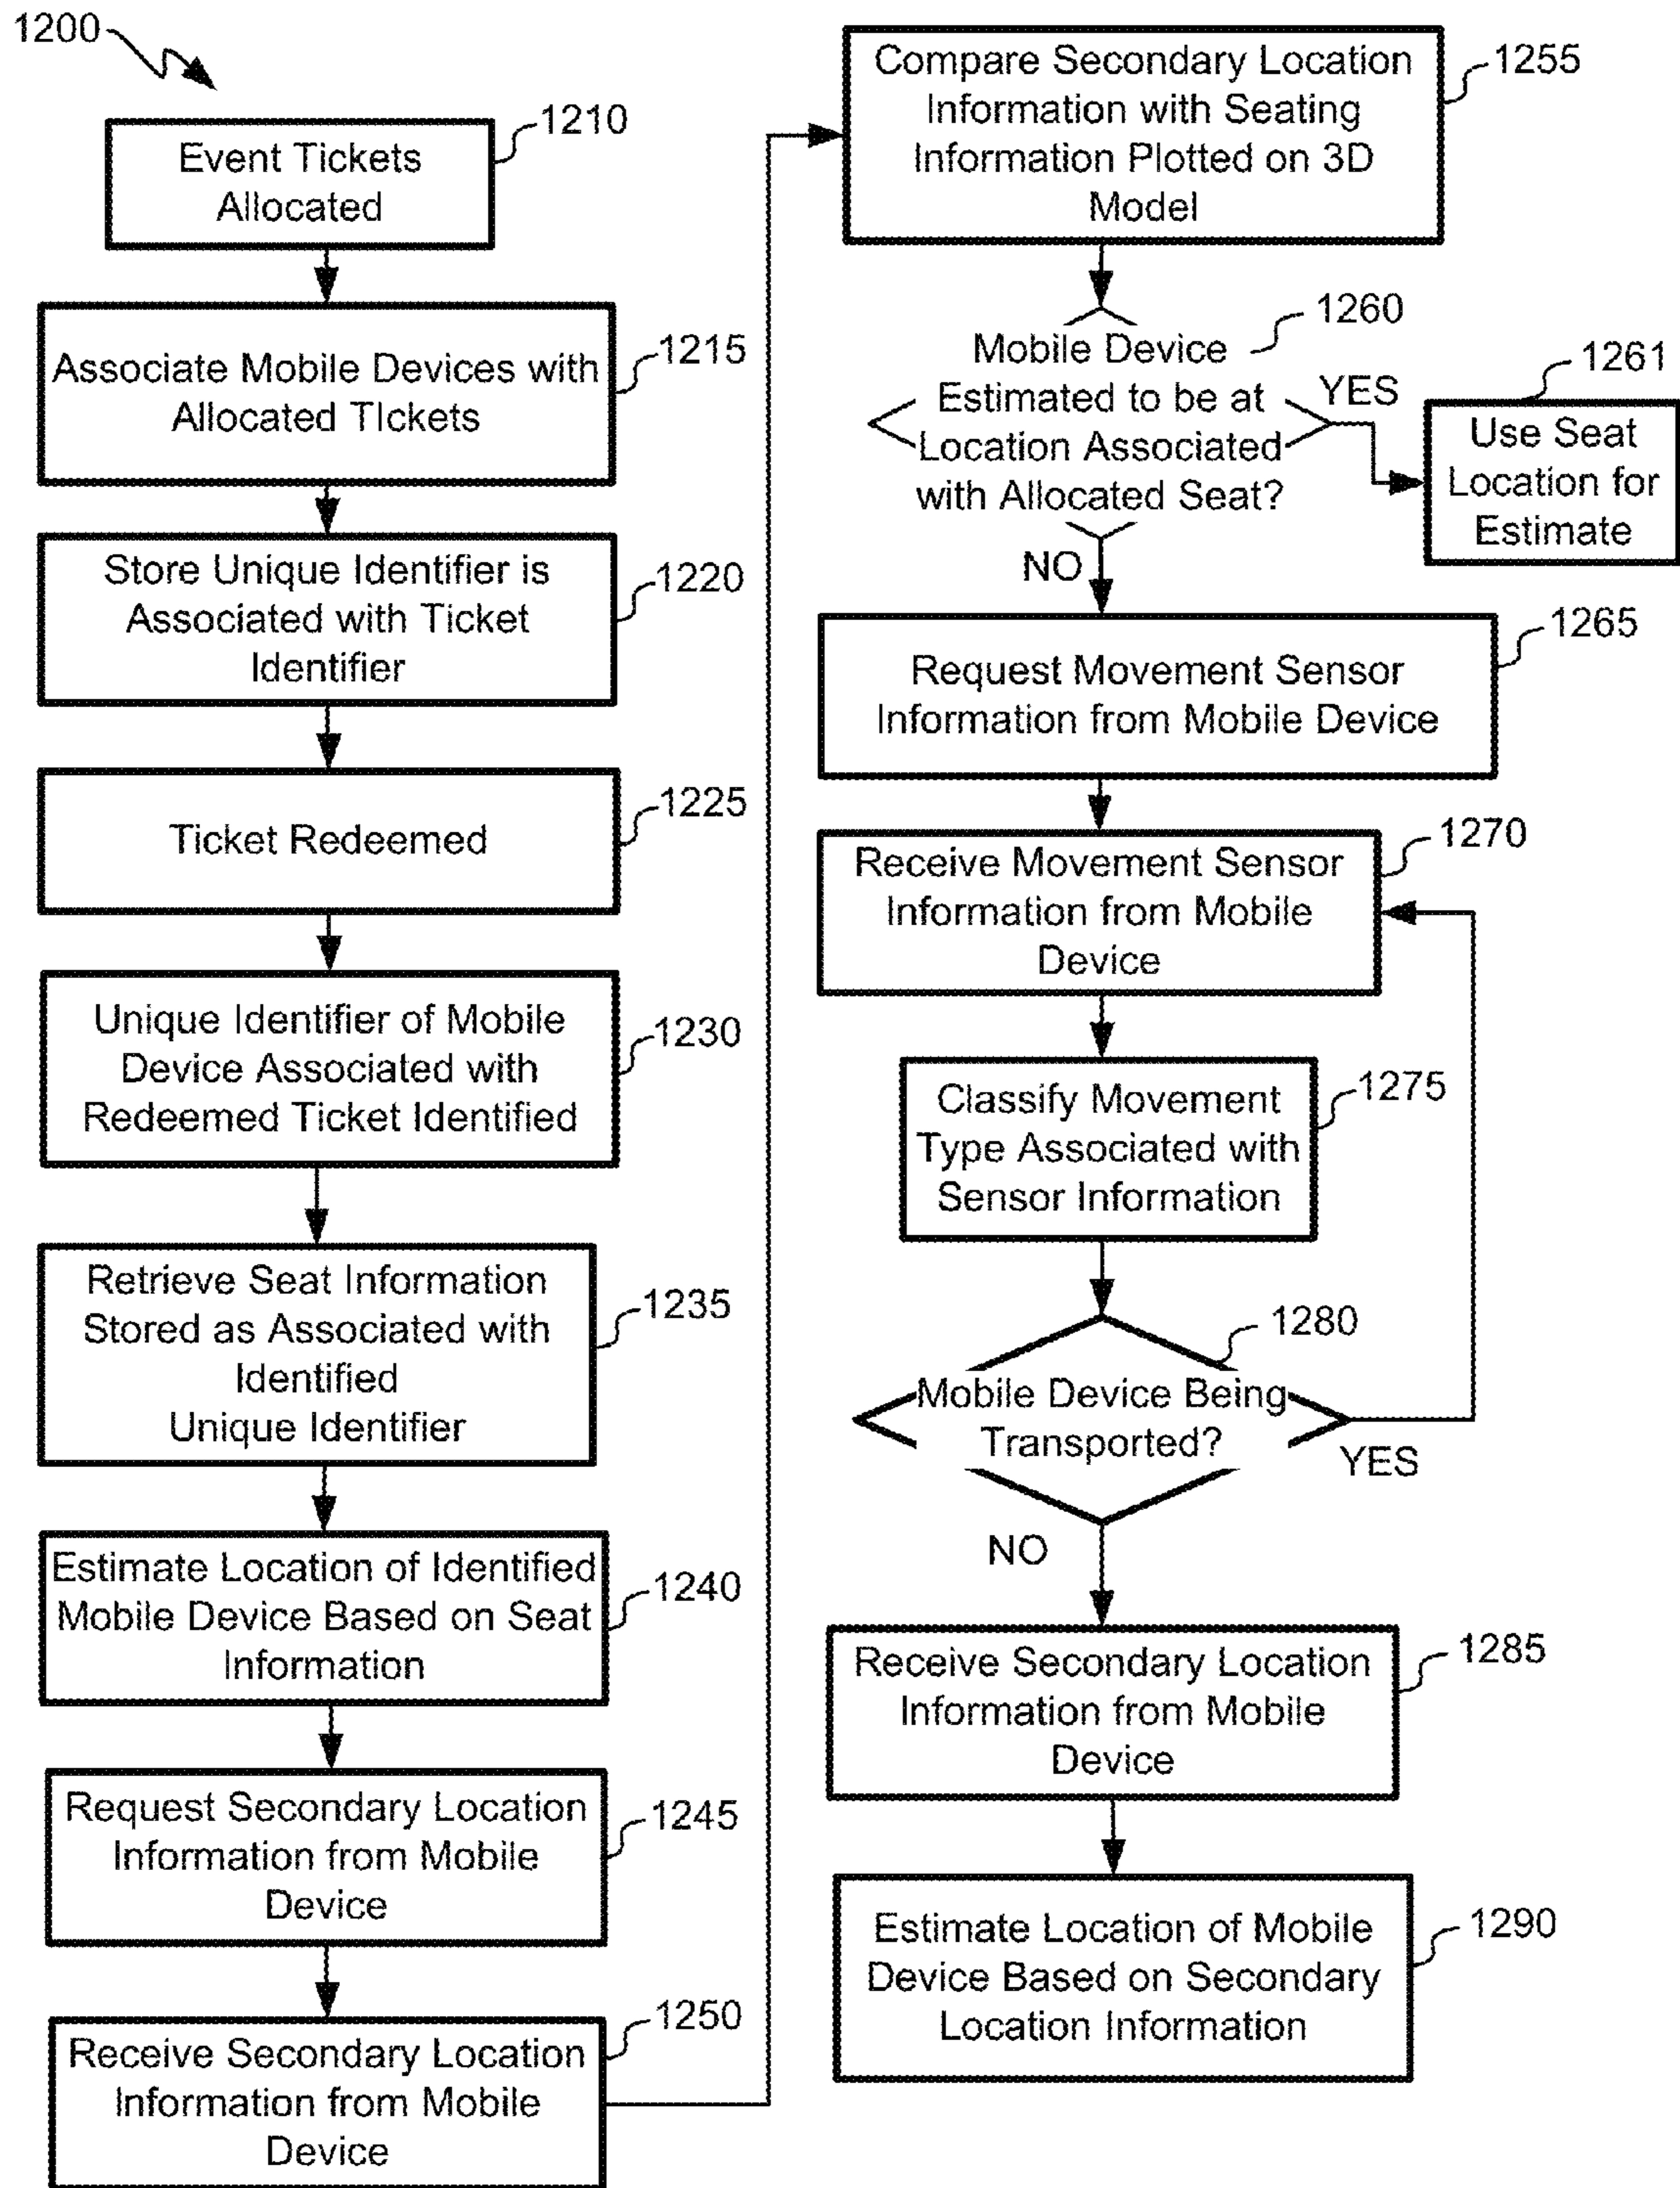 1200
Event Tickets
Allocated
1210
Associate Mobile Devices with
Allocated TIckets
1215
Store Unique Identifier is
Associated with Ticket
Identifier
1220
Ticket Redeemed
1225
Unique Identifier of Mobile
Device Associated with
Redeemed Ticket Identified
1230
Retrieve Seat Information
Stored as Associated with
Identified
Unique Identifier
1235
Estimate Location of Identified
Mobile Device Based on Seat
Information
1240
Request Secondary Location
Information from Mobile
Device
1245
Receive Secondary Location
Information from Mobile
Device
1250
Compare Secondary Location
Information with Seating
Information Plotted on 3D
Model
1255
Mobile Device
Estimated to be at
Location Associated
with Allocated Seat?
1260
YES
1261
Use Seat
Location for
Estimate
NO
Request Movement Sensor
Information from Mobile Device
1265
Receive Movement Sensor
Information from Mobile
Device
1270
Classify Movement
Type Associated with
Sensor Information
1275
Mobile Device Being
Transported?
1280
YES
NO
Receive Secondary Location
Information from Mobile
Device
1285
Estimate Location of Mobile
Device Based on Secondary
Location Information
1290